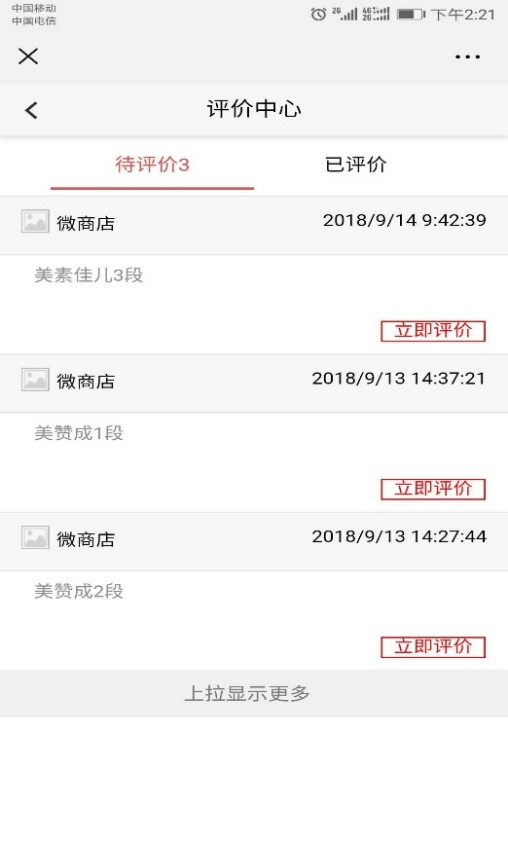 中国移动
中国电信
2G 4G 2G 下午2:21
评价中心
待评价3 已评价
微商店 2018/9/14 9:42:39
美素佳儿3段
立即评价
微商店 2018/9/13 14:37:21
美赞成1段
立即评价
微商店 2018/9/13 14:27:44
美赞成2段
立即评价
上拉显示更多